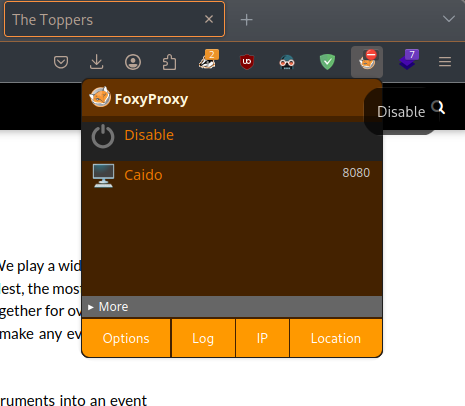 The Toppers
2
7
FoxyProxy
Disable
Disable
Caido 8080
We play a wid
lest, the most
gether for ov
make any ev
More
Options Log IP Location
ruments into an event